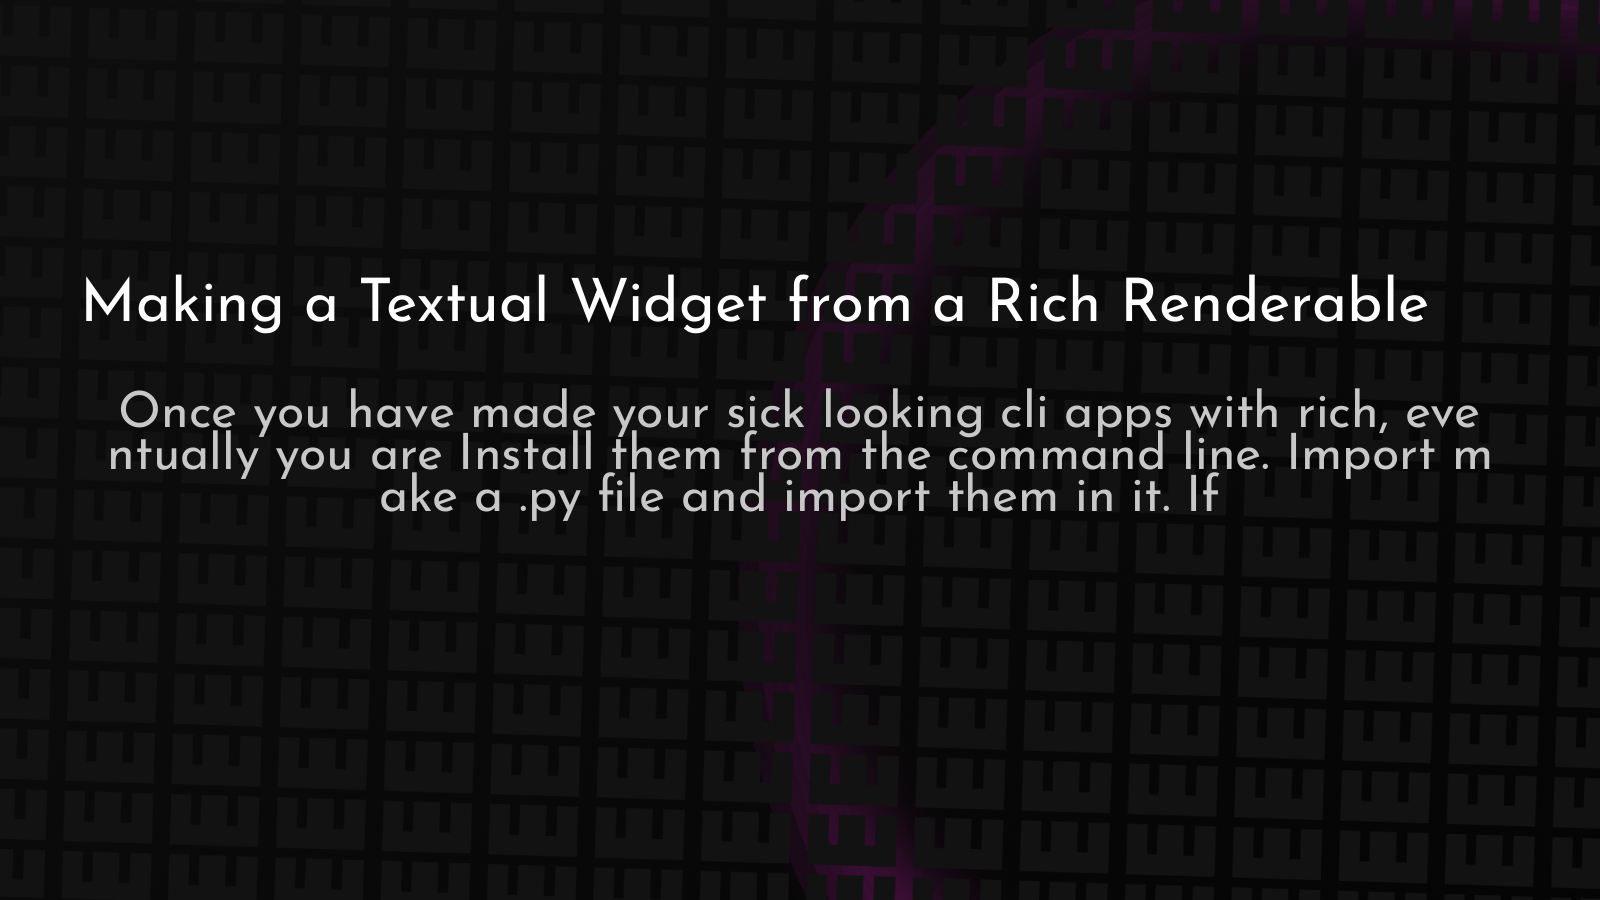 Making a Textual Widget from a Rich Renderable
Once you have made your sick looking cli apps with rich, eve
ntually you are Install them from the command line. Import m
ake a .py file and import them in it. If